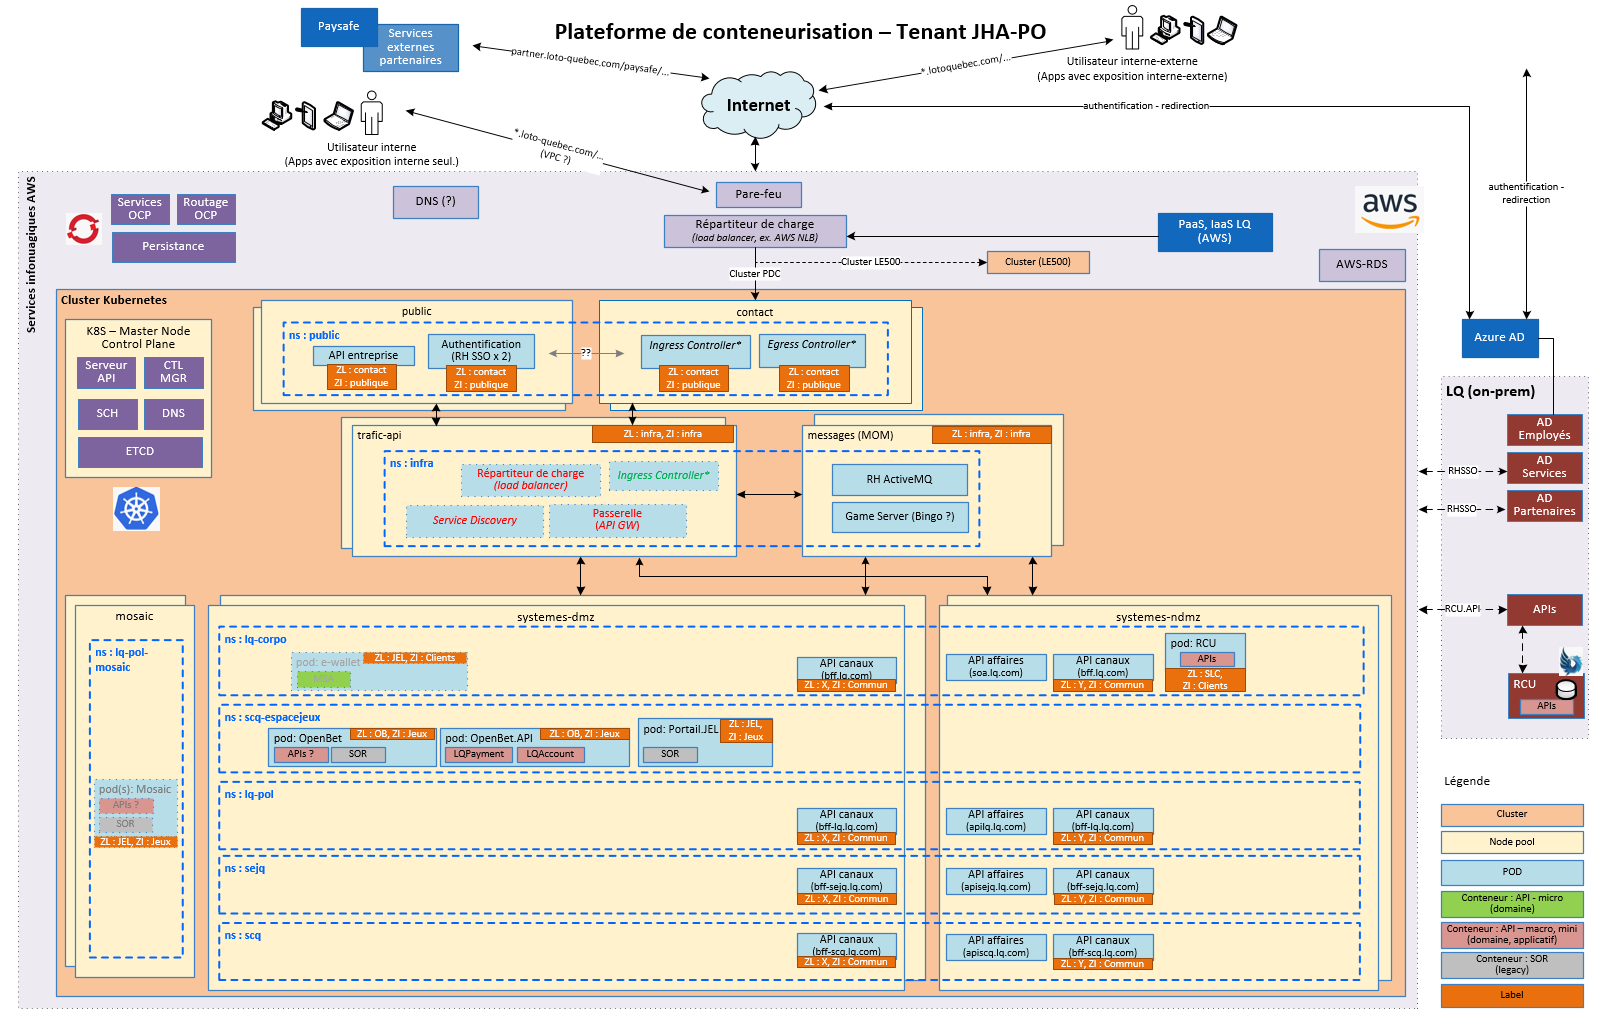 Plateforme de conteneurisation – Tenant JHA-PO
Paysafe
Services
externes
partenaires
partner.loto-quebec.com/paysafe/...
Internet
*.lotoquebec.com/...
Utilisateur interne-externe
(Apps avec exposition interne-externe)
authentification - redirection
authentification -
redirection
Utilisateur interne
(Apps avec exposition interne seul.)
*.loto-quebec.com/...
(VPC ?)
Services infonuagiques AWS
Services
OCP
Routage
OCP
Persistance
DNS (?)
Pare-feu
Répartiteur de charge
(load balancer, ex. AWS NLB)
PaaS, IaaS LQ
(AWS)
aws
AWS-RDS
Cluster LE500
Cluster (LE500)
Cluster PDC
Cluster Kubernetes
K8S – Master Node
Control Plane
Serveur
API
CTL
MGR
SCH
DNS
ETCD
public
contact
ns : public
API entreprise
ZL : contact
ZI : publique
Authentification
(RH SSO x 2)
ZL : contact
ZI : publique
??
Ingress Controller*
ZL : contact
ZI : publique
Egress Controller*
ZL : contact
ZI : publique
trafic-api
ZL : infra, ZI : infra
messages (MOM)
ZL : infra, ZI : infra
ns : infra
Répartiteur de charge
(load balancer)
Ingress Controller*
Service Discovery
Passerelle
(API GW)
RH ActiveMQ
Game Server (Bingo ?)
Azure AD
LQ (on-prem)
AD
Employés
AD
Services
AD
Partenaires
RHSSO
RHSSO
RCU.API
APIs
RCU
APIs
mosaic
ns : lq-pol-
mosaic
pod(s): Mosaic
APIs ?
SOR
ZL : JEL, ZI : Jeux
systemes-dmz
systemes-ndmz
ns : lq-corpo
pod: e-wallet
ZL : JEL, ZI : Clients
API canaux
(bff.lq.com)
ZL : X, ZI : Commun
API affaires
(soa.lq.com)
API canaux
(bff.lq.com)
ZL : Y, ZI : Commun
pod: RCU
APIs
ZL : SLC,
ZI : Clients
ns : scq-espacejeux
pod: OpenBet
ZL : OB, ZI : Jeux
APIs ?
SOR
pod: OpenBet.API
ZL : OB, ZI : Jeux
LQPayment
LQAccount
pod: Portail.JEL
ZL : JEL,
ZI : Jeux
SOR
ns : lq-pol
API canaux
(bff-lq.lq.com)
ZL : X, ZI : Commun
API affaires
(apilq.lq.com)
API canaux
(bff-lq.lq.com)
ZL : Y, ZI : Commun
ns : sejq
API canaux
(bff-sejq.lq.com)
ZL : X, ZI : Commun
API affaires
(apisejq.lq.com)
API canaux
(bff-sejq.lq.com)
ZL : Y, ZI : Commun
ns : scq
API canaux
(bff-scq.lq.com)
ZL : X, ZI : Commun
API affaires
(apiscq.lq.com)
API canaux
(bff-scq.lq.com)
ZL : Y, ZI : Commun
Légende
Cluster
Node pool
POD
Conteneur : API - micro
(domaine)
Conteneur : API – macro, mini
(domaine, applicatif)
Conteneur : SOR
(legacy)
Label